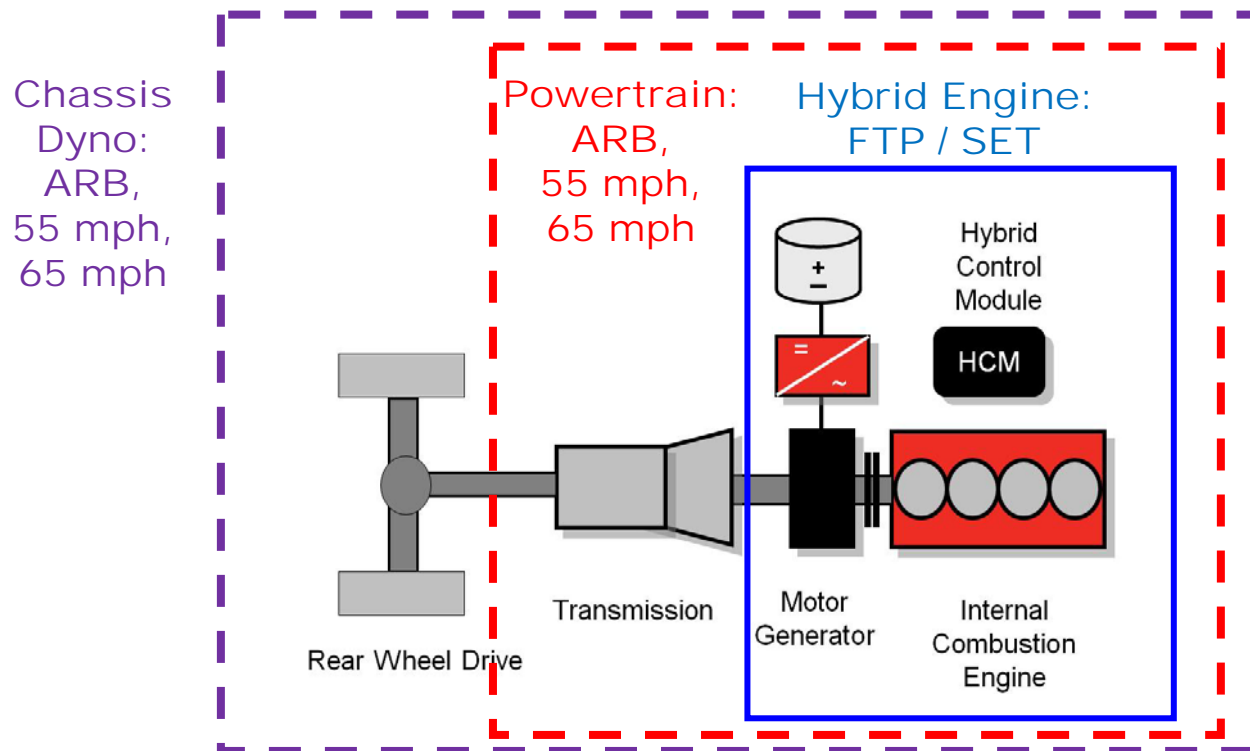 Chassis
Dyno:
ARB,
55 mph,
65 mph
Powertrain:
ARB,
55 mph,
65 mph
Hybrid Engine:
FTP / SET
+
−
=
~
Hybrid
Control
Module
HCM
Rear Wheel Drive
Transmission
Motor
Generator
Internal
Combustion
Engine